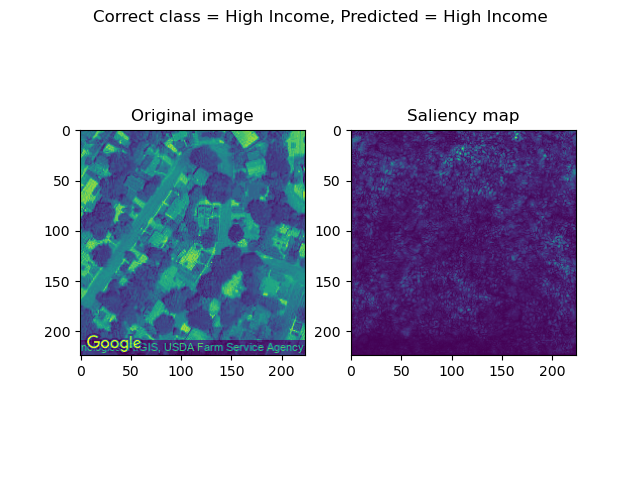 Correct class = High Income, Predicted = High Income
Original image
Saliency map
0
50
100
150
200
0 50 100 150 200
0
50
100
150
200
0 50 100 150 200
Google
GIS, USDA Farm Service Agency